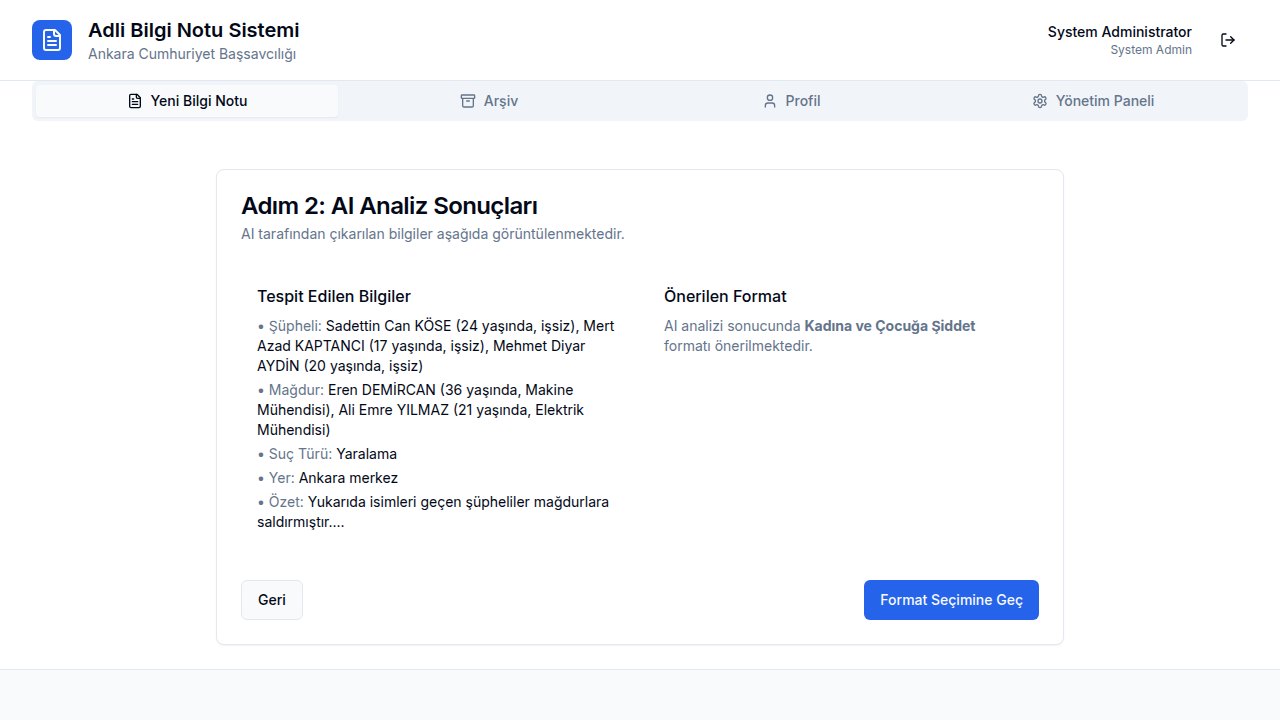 Adli Bilgi Notu Sistemi
Ankara Cumhuriyet Başsavcılığı
System Administrator
System Admin
Yeni Bilgi Notu
Arşiv
Profil
Yönetim Paneli
Adım 2: AI Analiz Sonuçları
AI tarafından çıkarılan bilgiler aşağıda görüntülenmektedir.
Tespit Edilen Bilgiler
• Şüpheli: Sadettin Can KÖSE (24 yaşında, işsiz), Mert
Azad KAPTANCI (17 yaşında, işsiz), Mehmet Diyar
AYDİN (20 yaşında, işsiz)
• Mağdur: Eren DEMİRCAN (36 yaşında, Makine
Mühendisi), Ali Emre YILMAZ (21 yaşında, Elektrik
Mühendisi)
• Suç Türü: Yaralama
• Yer: Ankara merkez
• Özet: Yukarıda isimleri geçen şüpheliler mağdurlara
saldırmıştır....
Önerilen Format
AI analizi sonucunda Kadına ve Çocuğa Şiddet
formatı önerilmektedir.
Geri
Format Seçimine Geç